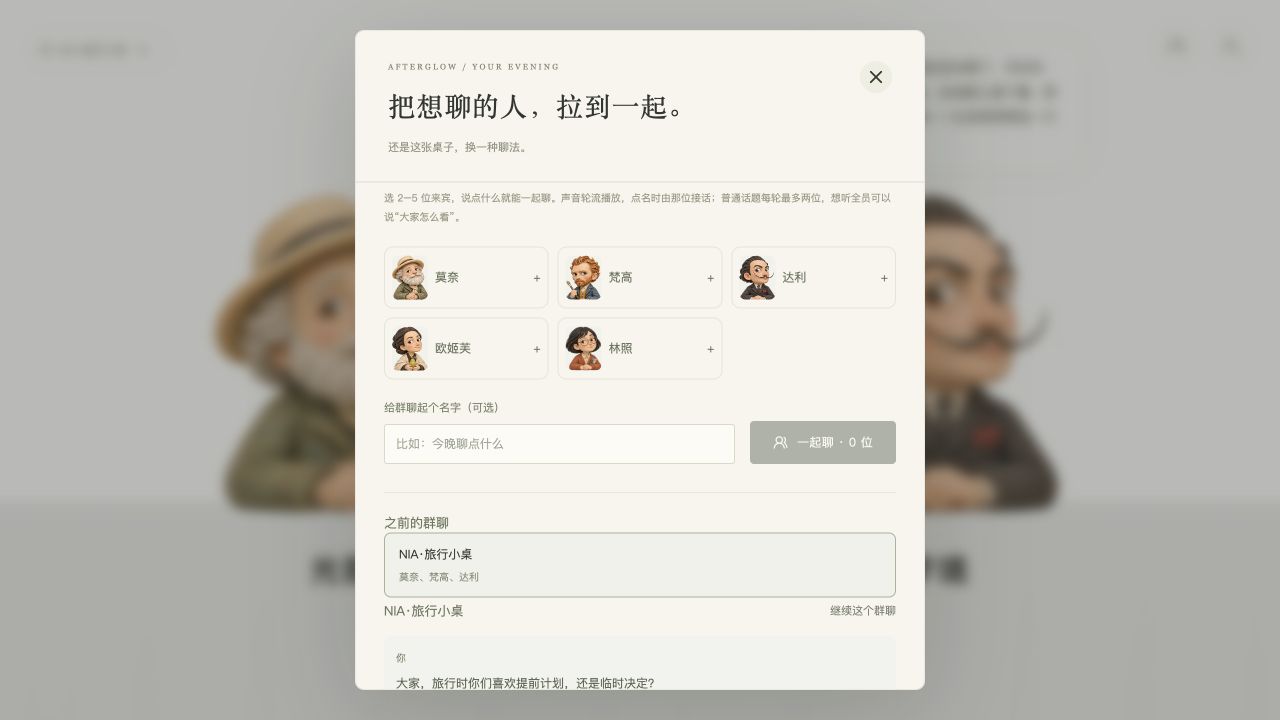 AFTERGLOW / YOUR EVENING
把想聊的人，拉到一起。
还是这张桌子，换一种聊法。
选 2—5 位来宾，说点什么就能一起聊。声音轮流播放，点名时由那位接话；普通话题每轮最多两位，想听全员可以
说“大家怎么看”。
莫奈 +
梵高 +
达利 +
欧姬芙 +
林照 +
给群聊起个名字（可选）
比如：今晚聊点什么
一起聊 · 0 位
之前的群聊
NIA·旅行小桌
莫奈、梵高、达利
NIA·旅行小桌
继续这个群聊
你
大家，旅行时你们喜欢提前计划，还是临时决定？